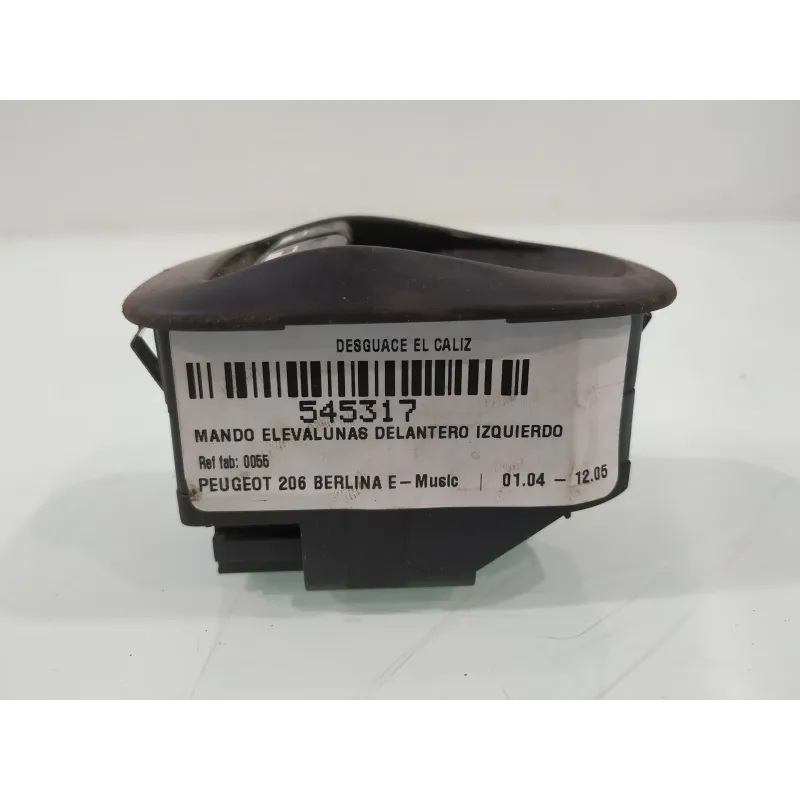 DESGUACE EL CALIZ
545317
MANDO ELEVALUNAS DELANTERO IZQUIERDO
Ref fab: 0055
PEUGEOT 206 BERLINA E-Music | 01.04 - 12.05